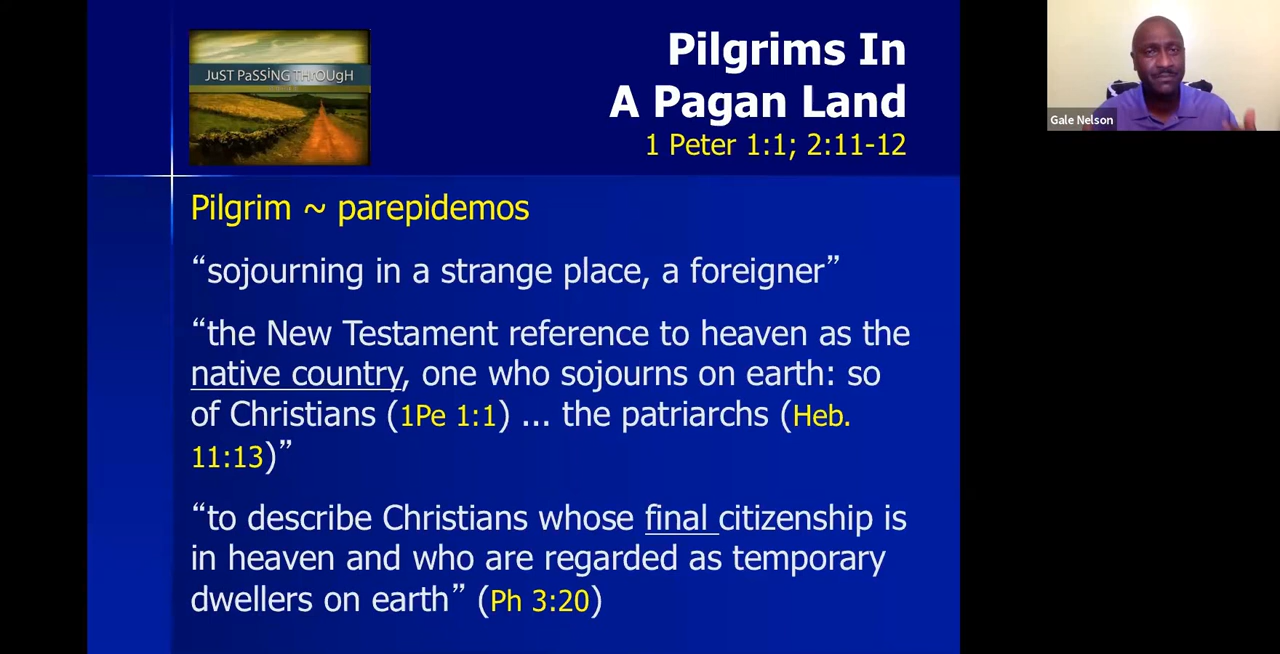 JuST PaSSiNG THrOUgH
Pilgrims In
A Pagan Land
1 Peter 1:1; 2:11-12
Gale Nelson
Pilgrim ~ parepidemos
“sojourning in a strange place, a foreigner”
“the New Testament reference to heaven as the
native country, one who sojourns on earth: so
of Christians (1Pe 1:1) ... the patriarchs (Heb.
11:13)”
“to describe Christians whose final citizenship is
in heaven and who are regarded as temporary
dwellers on earth” (Ph 3:20)